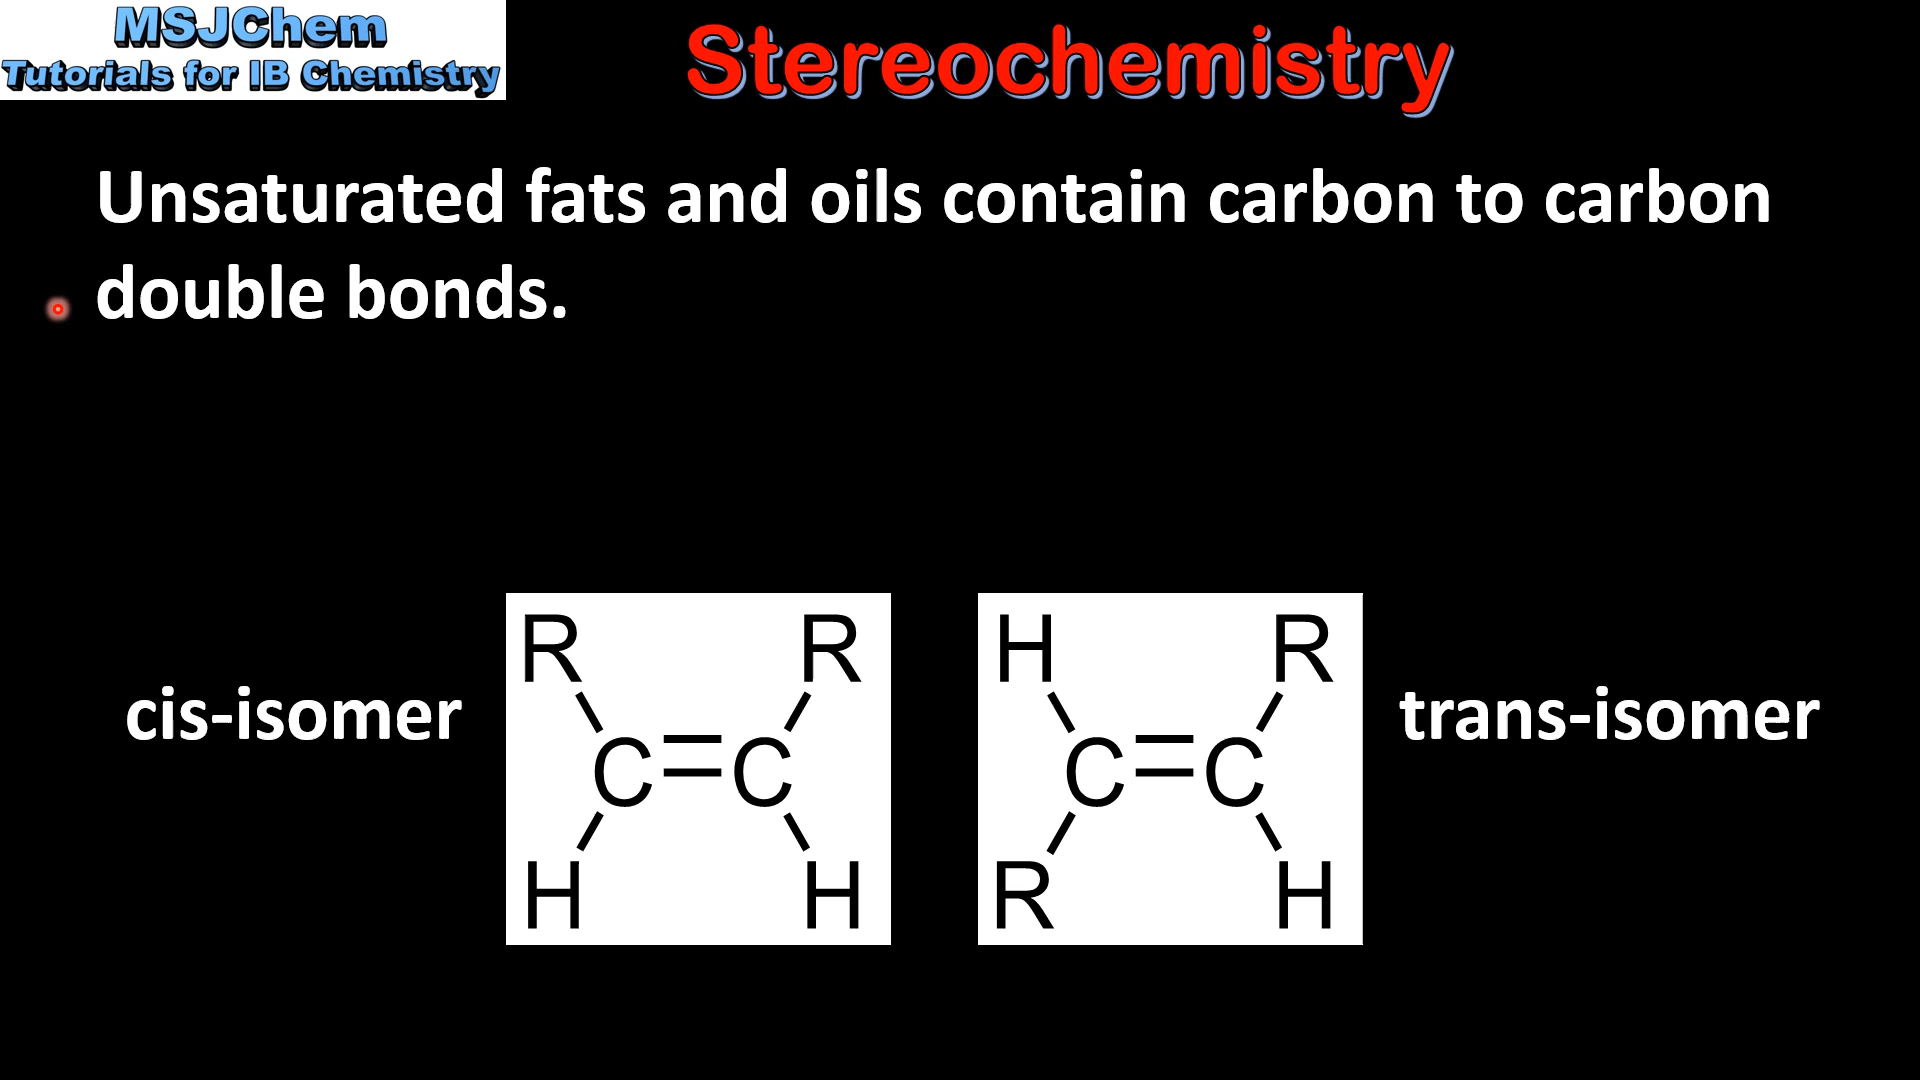 MSJChem
Tutorials for IB Chemistry
Stereochemistry
Unsaturated fats and oils contain carbon to carbon
double bonds.
cis-isomer
R R
C=C
H H
H R
C=C
R H
trans-isomer